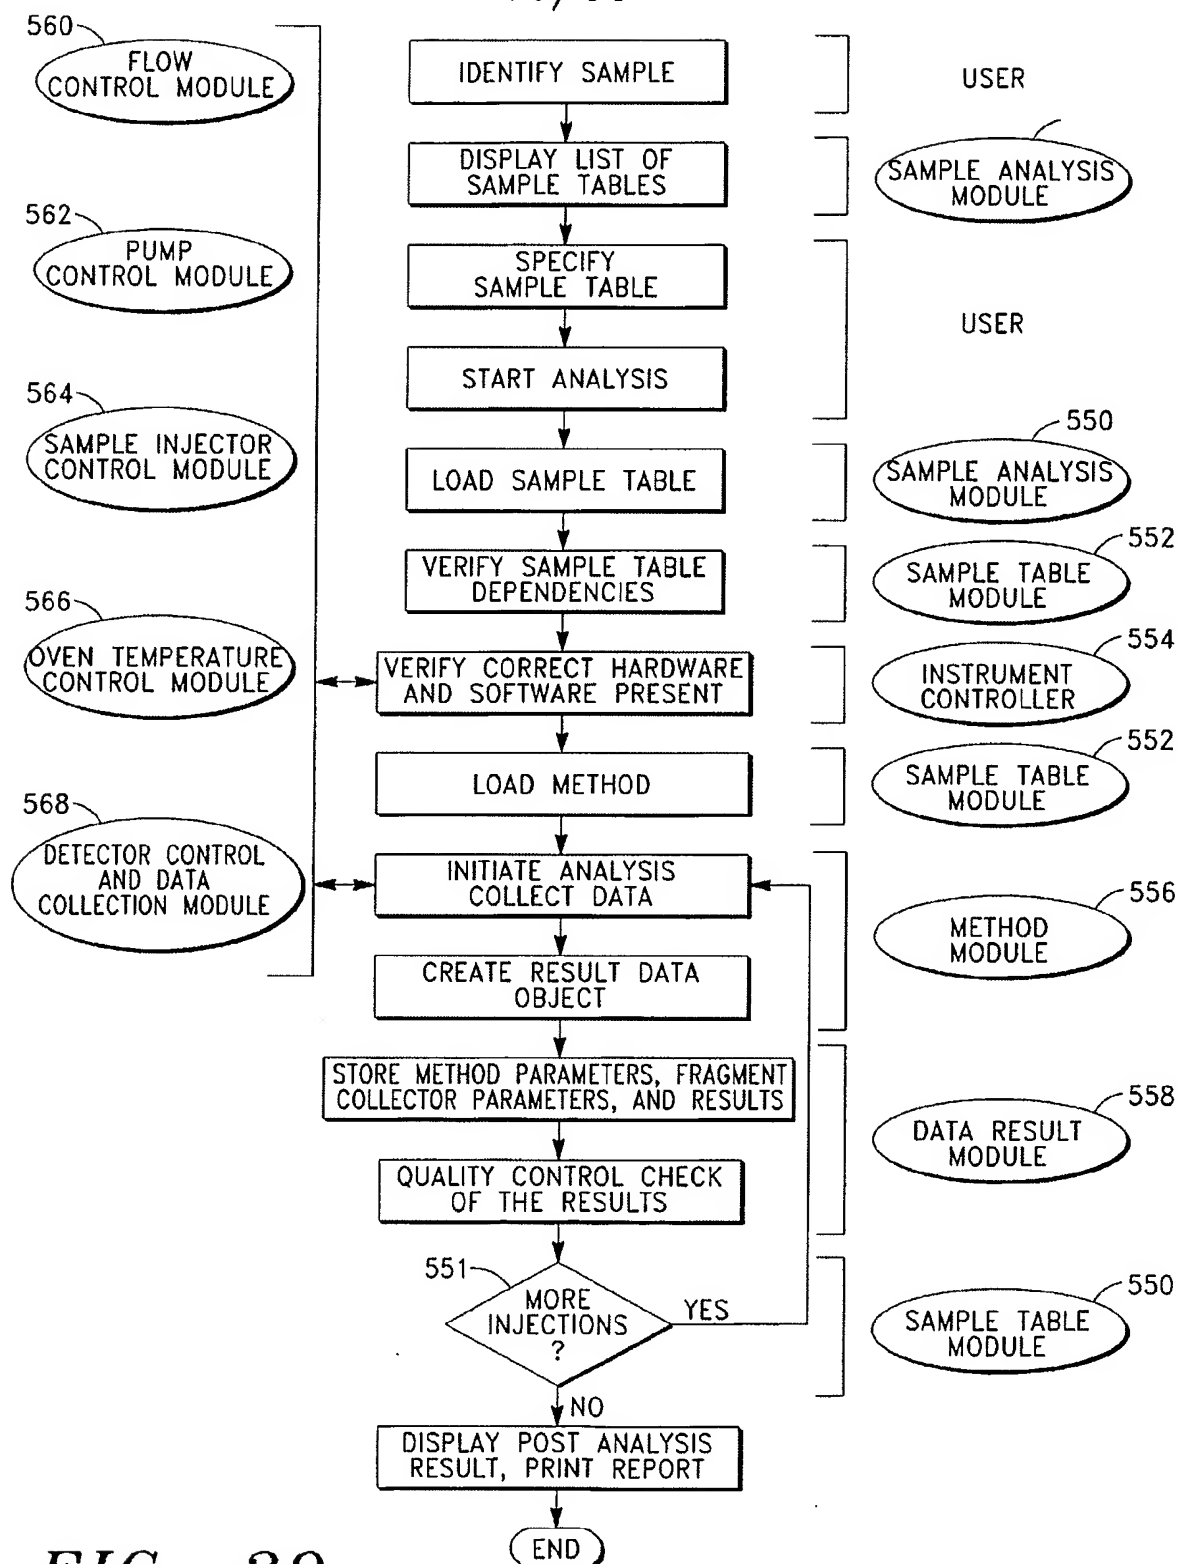 560
FLOW
CONTROL MODULE
562
PUMP
CONTROL MODULE
564
SAMPLE INJECTOR
CONTROL MODULE
566
OVEN TEMPERATURE
CONTROL MODULE
568
DETECTOR CONTROL
AND DATA
COLLECTION MODULE
IDENTIFY SAMPLE
DISPLAY LIST OF
SAMPLE TABLES
SPECIFY
SAMPLE TABLE
START ANALYSIS
LOAD SAMPLE TABLE
VERIFY SAMPLE TABLE
DEPENDENCIES
VERIFY CORRECT HARDWARE
AND SOFTWARE PRESENT
LOAD METHOD
INITIATE ANALYSIS
COLLECT DATA
CREATE RESULT DATA
OBJECT
STORE METHOD PARAMETERS, FRAGMENT
COLLECTOR PARAMETERS, AND RESULTS
QUALITY CONTROL CHECK
OF THE RESULTS
551
MORE
INJECTIONS
?
YES
NO
DISPLAY POST ANALYSIS
RESULT, PRINT REPORT
END
USER
SAMPLE ANALYSIS
MODULE
USER
550
SAMPLE ANALYSIS
MODULE
552
SAMPLE TABLE
MODULE
554
INSTRUMENT
CONTROLLER
552
SAMPLE TABLE
MODULE
556
METHOD
MODULE
558
DATA RESULT
MODULE
550
SAMPLE TABLE
MODULE